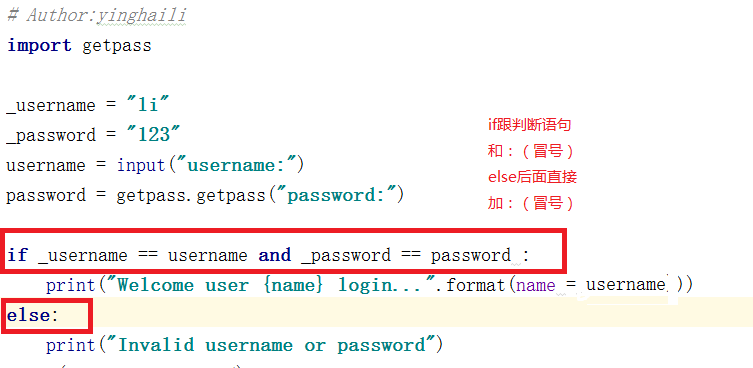 # Author:yinghaili
import getpass
_username = "li"
_password = "123"
username = input("username:")
password = getpass.getpass("password:")
if跟判断语句
和：（冒号）
else后面直接
加：（冒号）
if _username == username and _password == password :
print("Welcome user {name} login...".format(name = username))
else:
print("Invalid username or password")